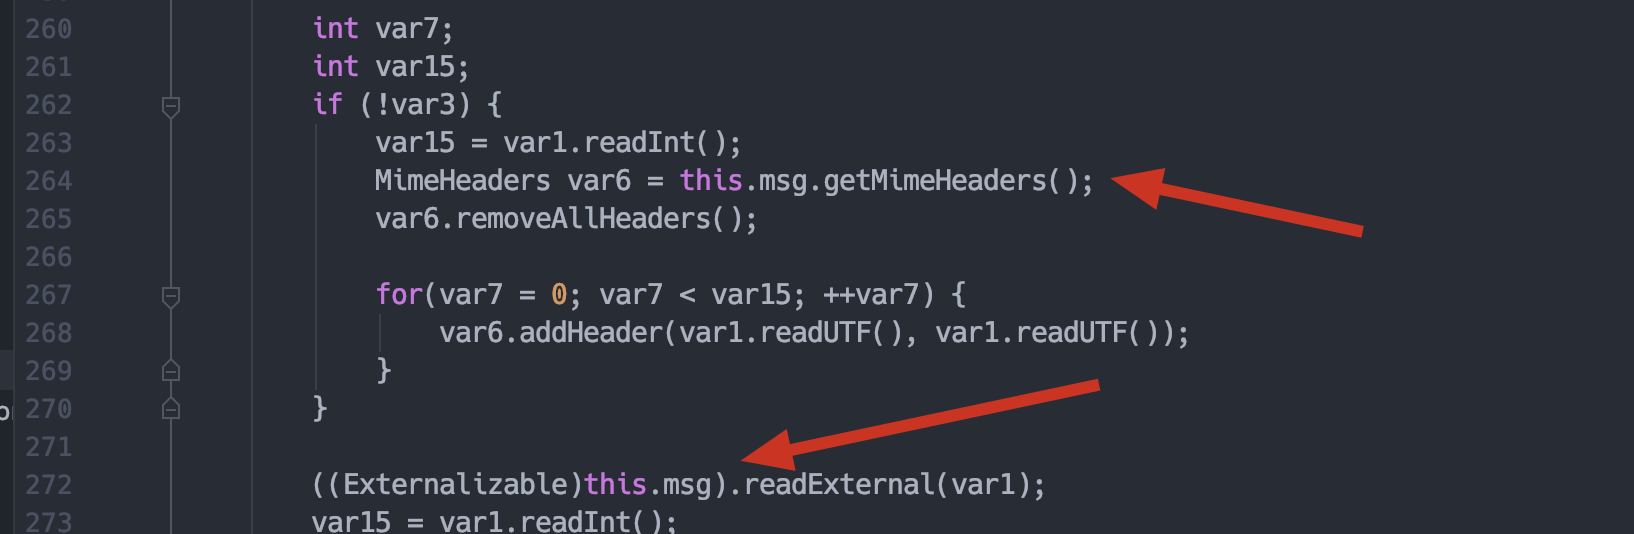 260 int var7;
261 int var15;
262 if (!var3) {
263 var15 = var1.readInt();
264 MimeHeaders var6 = this.msg.getMimeHeaders();
265 var6.removeAllHeaders();
266
267 for(var7 = 0; var7 < var15; ++var7) {
268 var6.addHeader(var1.readUTF(), var1.readUTF());
269 }
270 }
271
272 ((Externalizable)this.msg).readExternal(var1);
273 var15 = var1.readInt();